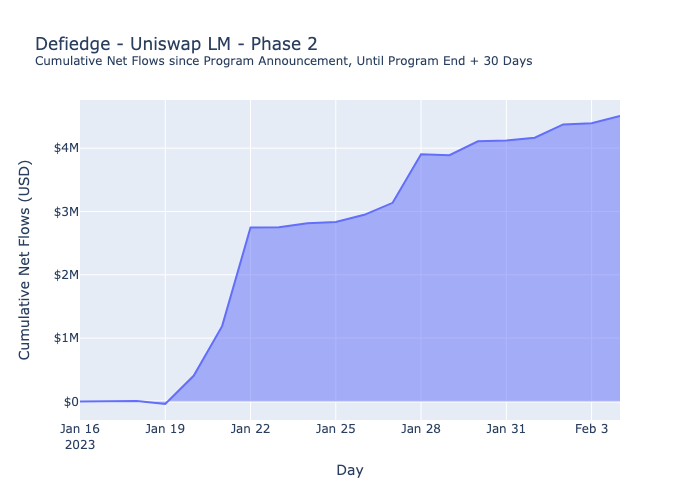 Defiedge - Uniswap LM - Phase 2
Cumulative Net Flows since Program Announcement, Until Program End + 30 Days
Cumulative Net Flows (USD)
$4M
$3M
$2M
$1M
$0
Jan 16
2023
Jan 19
Jan 22
Jan 25
Jan 28
Jan 31
Feb 3
Day